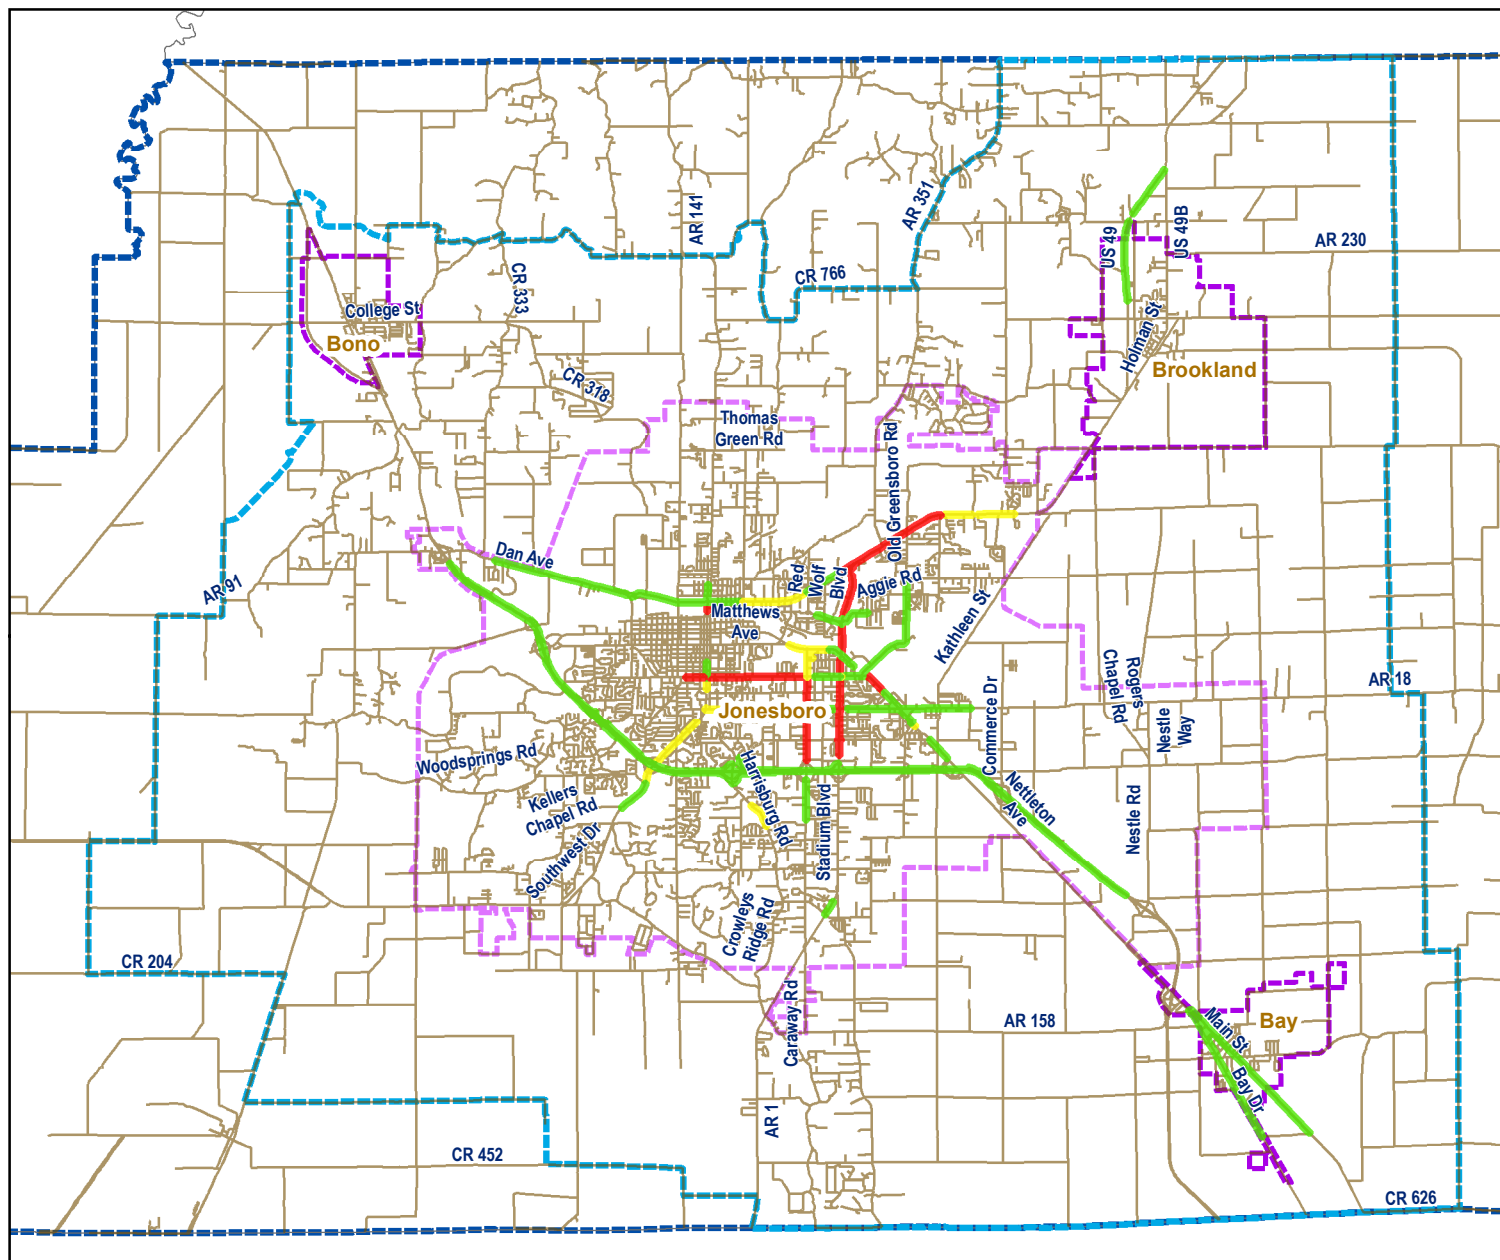 AR 141
AR 351
US 49
US 49B
AR 230
CR 766
CR 333
College St
Bono
Holman St
Brookland
CR 318
Thomas
Green Rd
Old Greensboro Rd
Dan Ave
Red
Wolf
Blvd
Aggie Rd
AR 91
Matthews
Ave
Kathleen St
Rogers
Chapel Rd
AR 18
Jonesboro
Commerce Dr
Nestle
Way
Woodsprings Rd
Harrisburg Rd
Kellers
Chapel Rd
Nettleton
Ave
Nestle Rd
Stadium Blvd
Southwest Dr
Crowleys
Ridge Rd
CR 204
Caraway Rd
AR 158
Main St
Bay
Bay Dr
AR 1
CR 452
CR 626